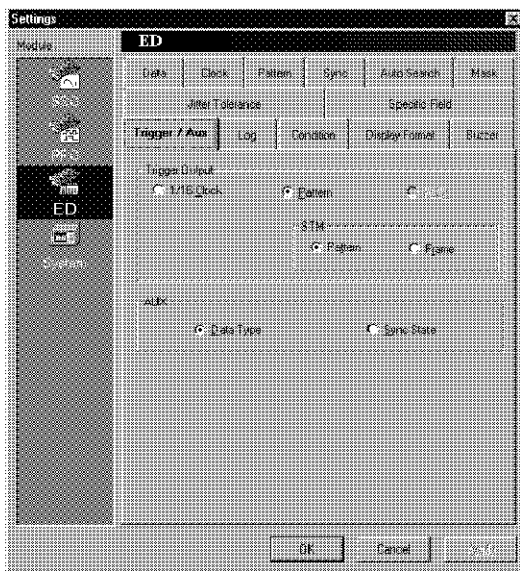 Settings
Module
ED
Data Clock Pattern Sync Auto Search Mask
Jitter Tolerance Specific Field
Trigger / Aux Log Condition Display Format Buzzer
PPG
ED
System
Trigger Output
1/16 Clock Pattern
STM
Pattern Frame
AUX
Data Type Sync State
OK Cancel